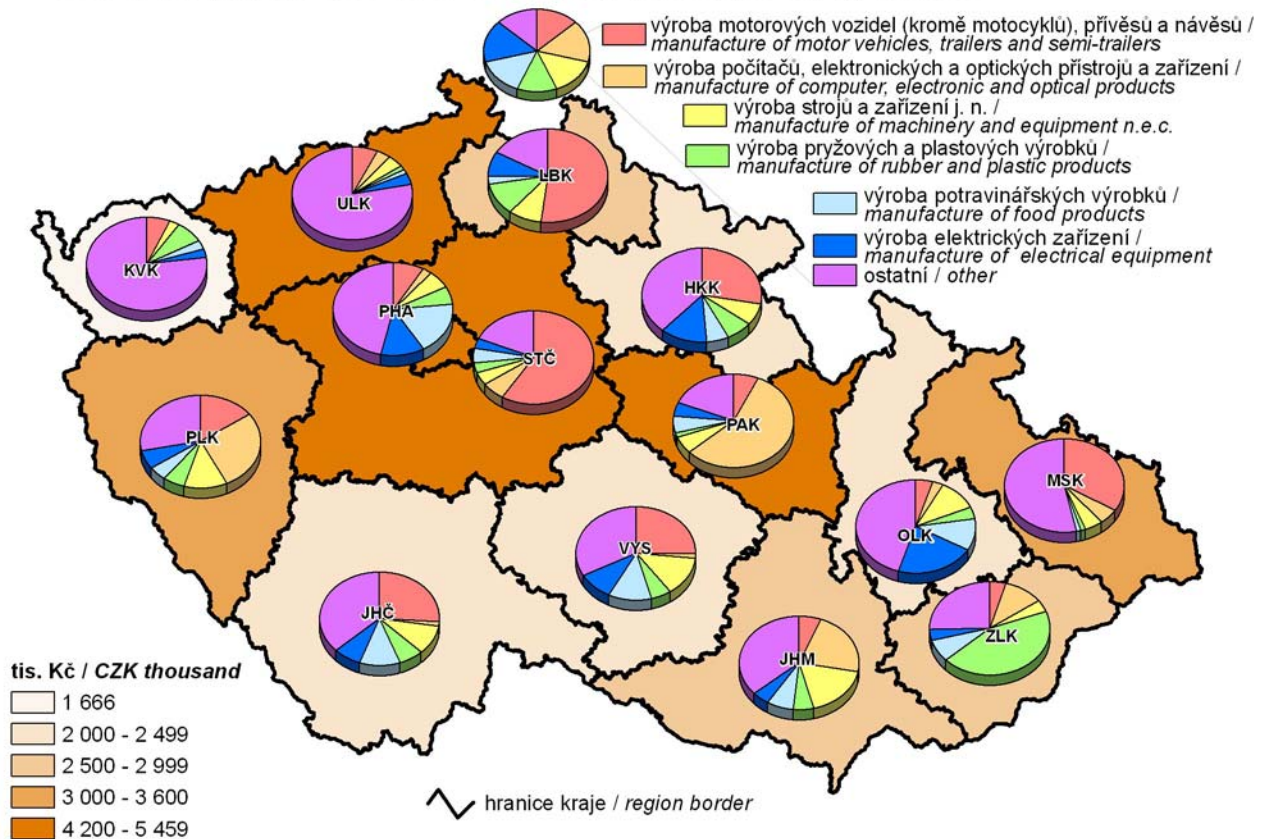 výroba motorových vozidel (kromě motocyklů), přívěsů a návěsů /
manufacture of motor vehicles, trailers and semi-trailers
výroba počítačů, elektronických a optických přístrojů a zařízení /
manufacture of computer, electronic and optical products
výroba strojů a zařízení j. n. /
manufacture of machinery and equipment n.e.c.
výroba pryžových a plastových výrobků /
manufacture of rubber and plastic products
výroba potravinářských výrobků /
manufacture of food products
výroba elektrických zařízení /
manufacture of electrical equipment
ostatní / other
LBK
ULK
KVK
HKK
PHA
STČ
PAK
PLK
MSK
OLK
VYS
JHČ
ZLK
JHM
tis. Kč / CZK thousand
1 666
2 000 - 2 499
2 500 - 2 999
3 000 - 3 600
4 200 - 5 459
hranice kraje / region border